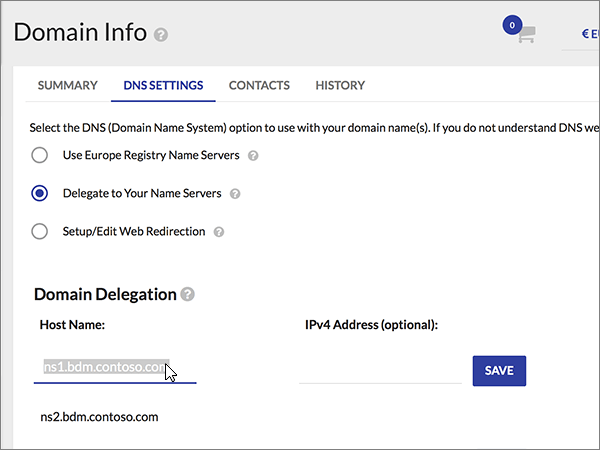 Domain Info ?
0
€ E
SUMMARY DNS SETTINGS CONTACTS HISTORY
Select the DNS (Domain Name System) option to use with your domain name(s). If you do not understand DNS we
Use Europe Registry Name Servers ?
Delegate to Your Name Servers ?
Setup/Edit Web Redirection ?
Domain Delegation ?
Host Name: IPv4 Address (optional):
ns1.bdm.contoso.com SAVE
ns2.bdm.contoso.com